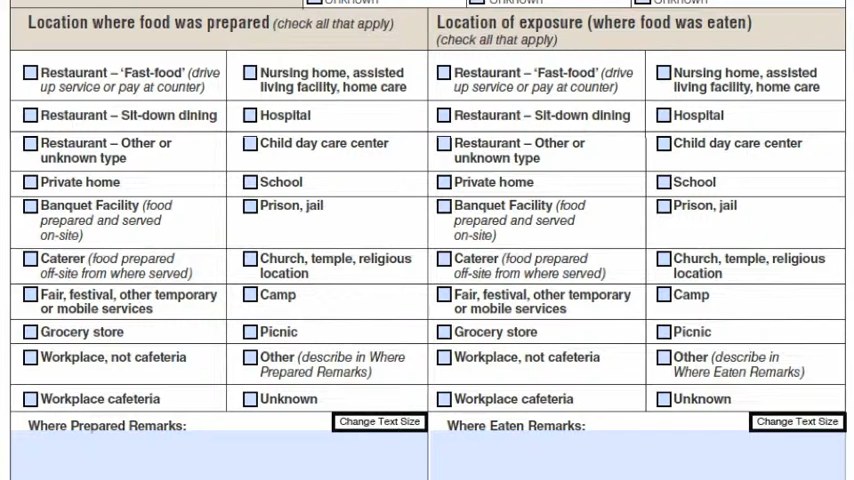 Unknown
Unknown
Unknown
Location where food was prepared (check all that apply)
Restaurant – ‘Fast-food’ (drive
up service or pay at counter)
Nursing home, assisted
living facility, home care
Restaurant – Sit-down dining
Hospital
Restaurant – Other or
unknown type
Child day care center
Private home
School
Banquet Facility (food
prepared and served
on-site)
Prison, jail
Caterer (food prepared
off-site from where served)
Church, temple, religious
location
Fair, festival, other temporary
or mobile services
Camp
Grocery store
Picnic
Workplace, not cafeteria
Other (describe in Where
Prepared Remarks)
Workplace cafeteria
Unknown
Where Prepared Remarks:
Change Text Size
Location of exposure (where food was eaten)
(check all that apply)
Restaurant – ‘Fast-food’ (drive
up service or pay at counter)
Nursing home, assisted
living facility, home care
Restaurant – Sit-down dining
Hospital
Restaurant – Other or
unknown type
Child day care center
Private home
School
Banquet Facility (food
prepared and served
on-site)
Prison, jail
Caterer (food prepared
off-site from where served)
Church, temple, religious
location
Fair, festival, other temporary
or mobile services
Camp
Grocery store
Picnic
Workplace, not cafeteria
Other (describe in
Where Eaten Remarks)
Workplace cafeteria
Unknown
Where Eaten Remarks:
Change Text Size